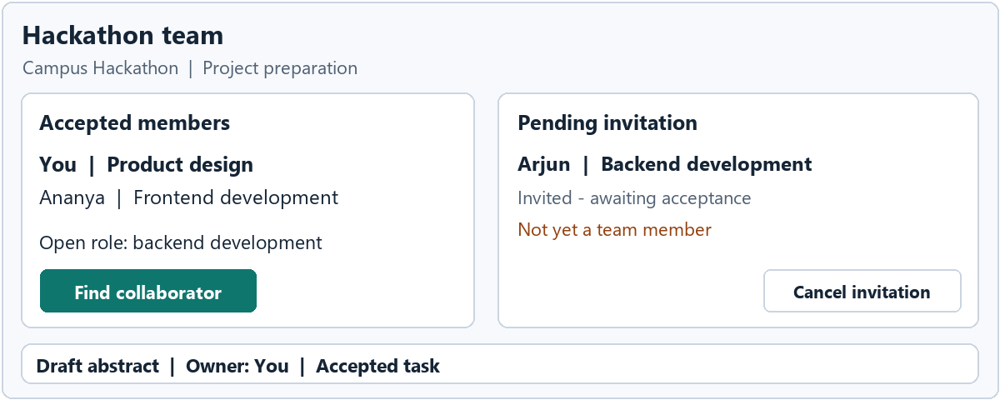 Hackathon team
Campus Hackathon | Project preparation
Accepted members
You | Product design
Ananya | Frontend development
Open role: backend development
Find collaborator
Pending invitation
Arjun | Backend development
Invited - awaiting acceptance
Not yet a team member
Cancel invitation
Draft abstract | Owner: You | Accepted task